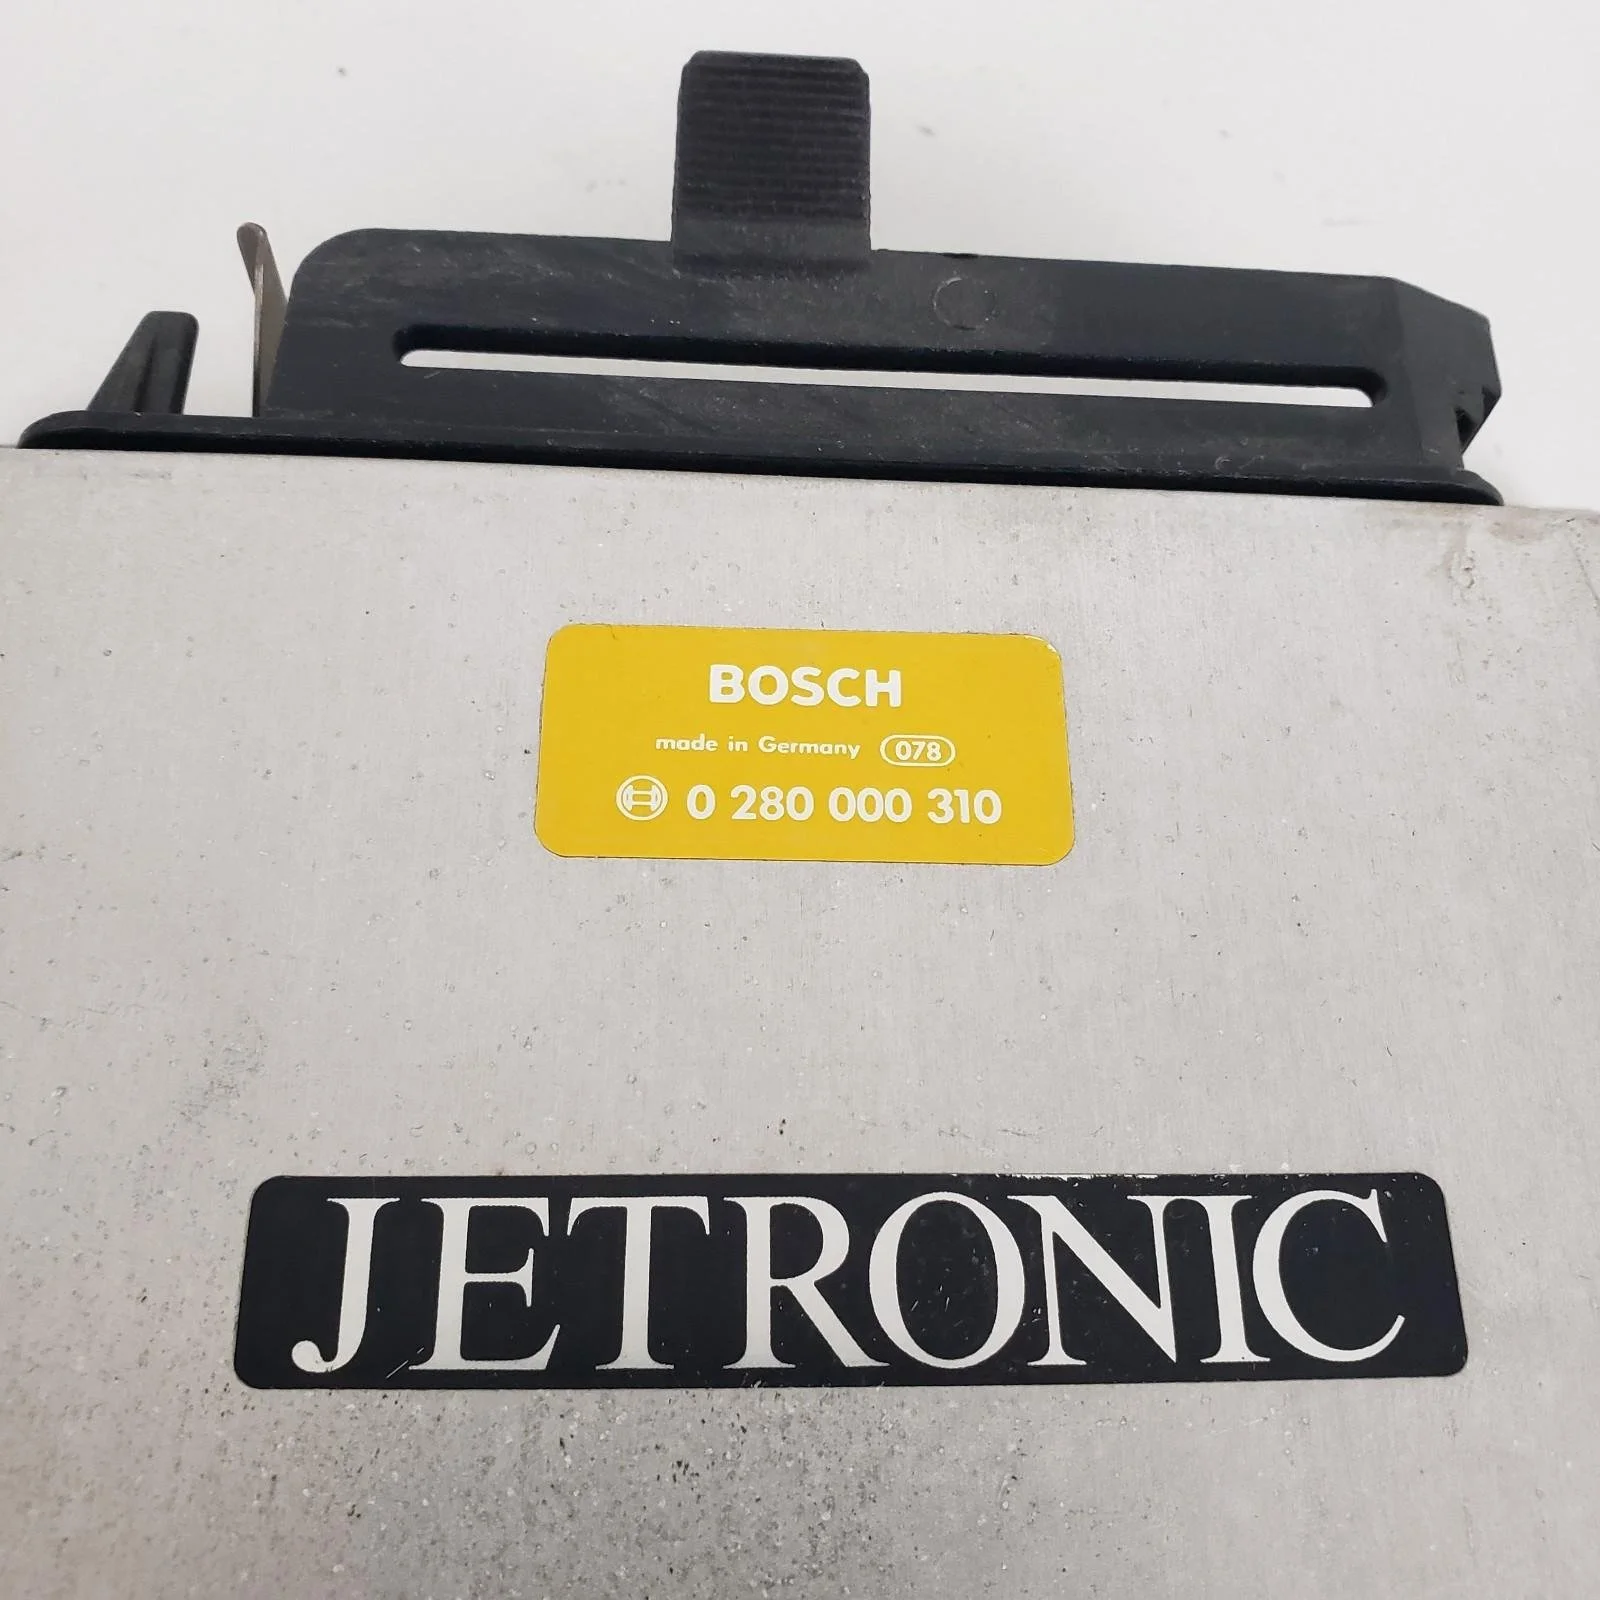 BOSCH
made in Germany 078
0 280 000 310
JETRONIC